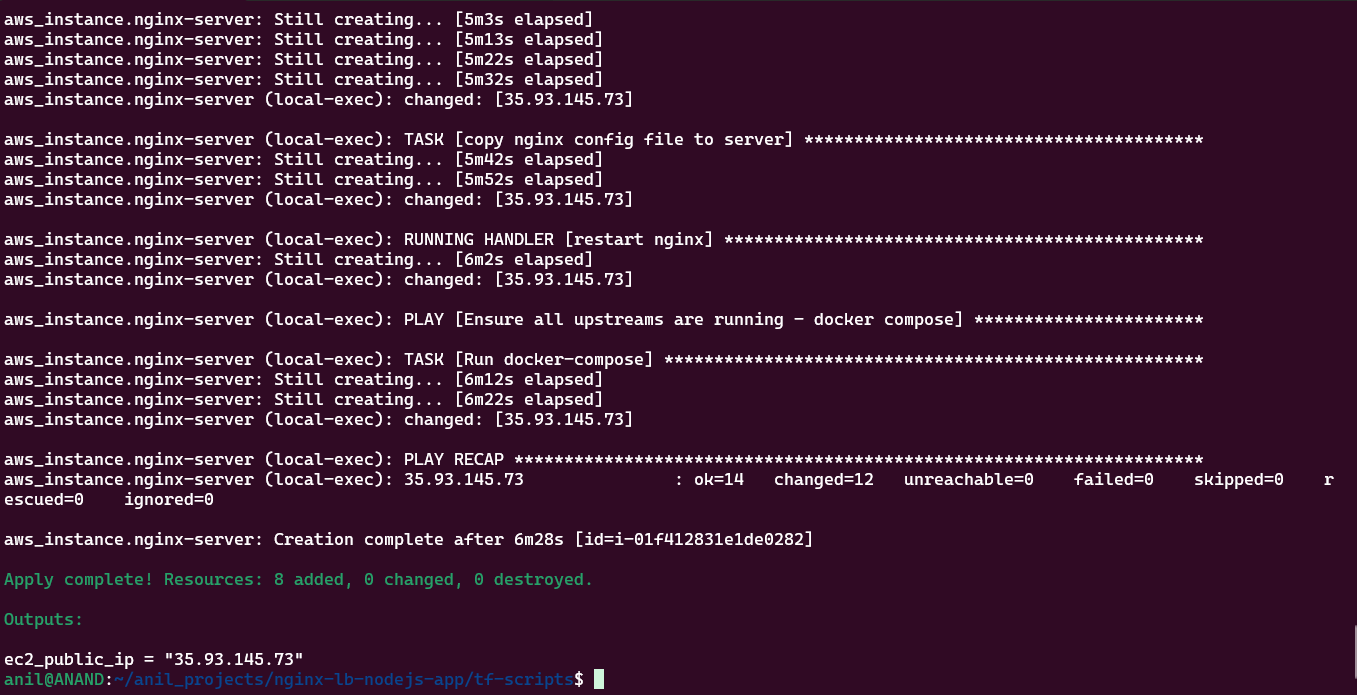 aws_instance.nginx-server: Still creating... [5m3s elapsed]
aws_instance.nginx-server: Still creating... [5m13s elapsed]
aws_instance.nginx-server: Still creating... [5m22s elapsed]
aws_instance.nginx-server: Still creating... [5m32s elapsed]
aws_instance.nginx-server (local-exec): changed: [35.93.145.73]
aws_instance.nginx-server (local-exec): TASK [copy nginx config file to server] ****************************************
aws_instance.nginx-server: Still creating... [5m42s elapsed]
aws_instance.nginx-server: Still creating... [5m52s elapsed]
aws_instance.nginx-server (local-exec): changed: [35.93.145.73]
aws_instance.nginx-server (local-exec): RUNNING HANDLER [restart nginx] ************************************************
aws_instance.nginx-server: Still creating... [6m2s elapsed]
aws_instance.nginx-server (local-exec): changed: [35.93.145.73]
aws_instance.nginx-server (local-exec): PLAY [Ensure all upstreams are running - docker compose] ***********************
aws_instance.nginx-server (local-exec): TASK [Run docker-compose] ******************************************************
aws_instance.nginx-server: Still creating... [6m12s elapsed]
aws_instance.nginx-server: Still creating... [6m22s elapsed]
aws_instance.nginx-server (local-exec): changed: [35.93.145.73]
aws_instance.nginx-server (local-exec): PLAY RECAP *********************************************************************
aws_instance.nginx-server (local-exec): 35.93.145.73               : ok=14   changed=12   unreachable=0    failed=0    skipped=0    r
escued=0    ignored=0
aws_instance.nginx-server: Creation complete after 6m28s [id=i-01f412831e1de0282]
Apply complete! Resources: 8 added, 0 changed, 0 destroyed.
Outputs:
ec2_public_ip = "35.93.145.73"
anil@ANAND:~/anil_projects/nginx-lb-nodejs-app/tf-scripts$